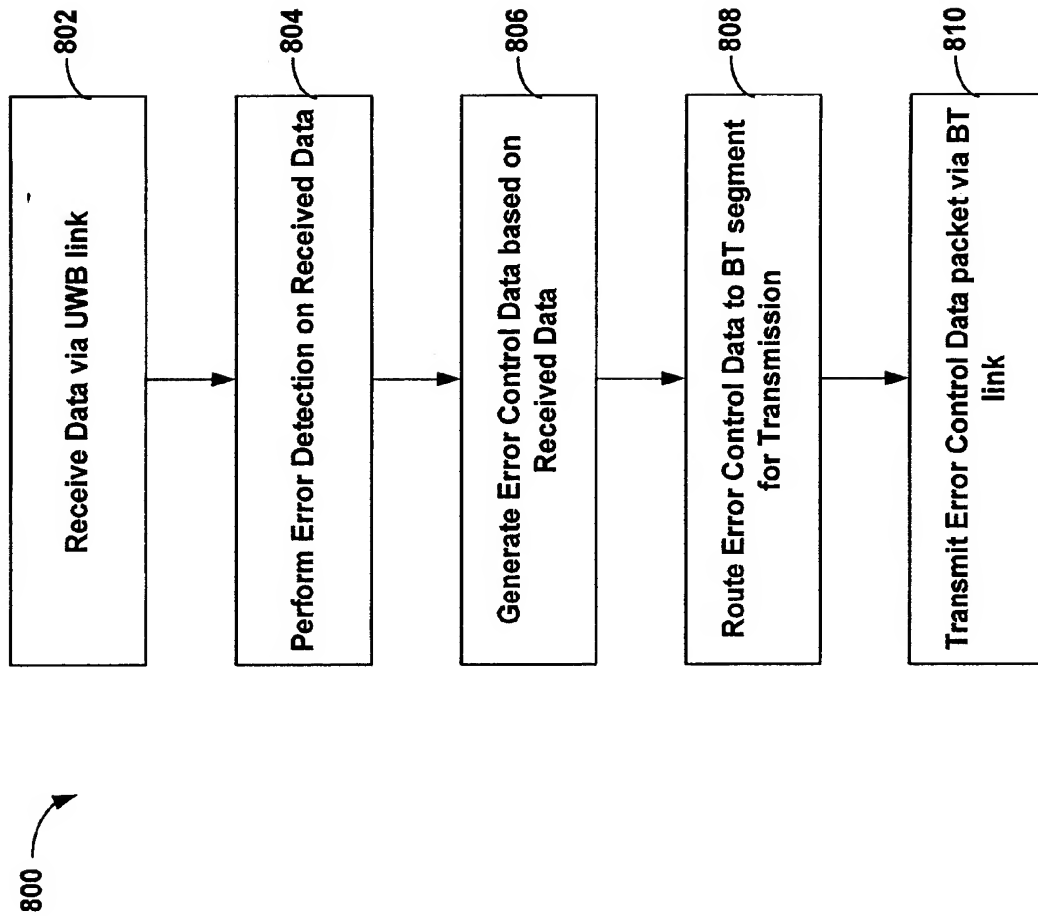 800
Receive Data via UWB link
802
Perform Error Detection on Received Data
804
Generate Error Control Data based on
Received Data
806
Route Error Control Data to BT segment
for Transmission
808
Transmit Error Control Data packet via BT
link
810